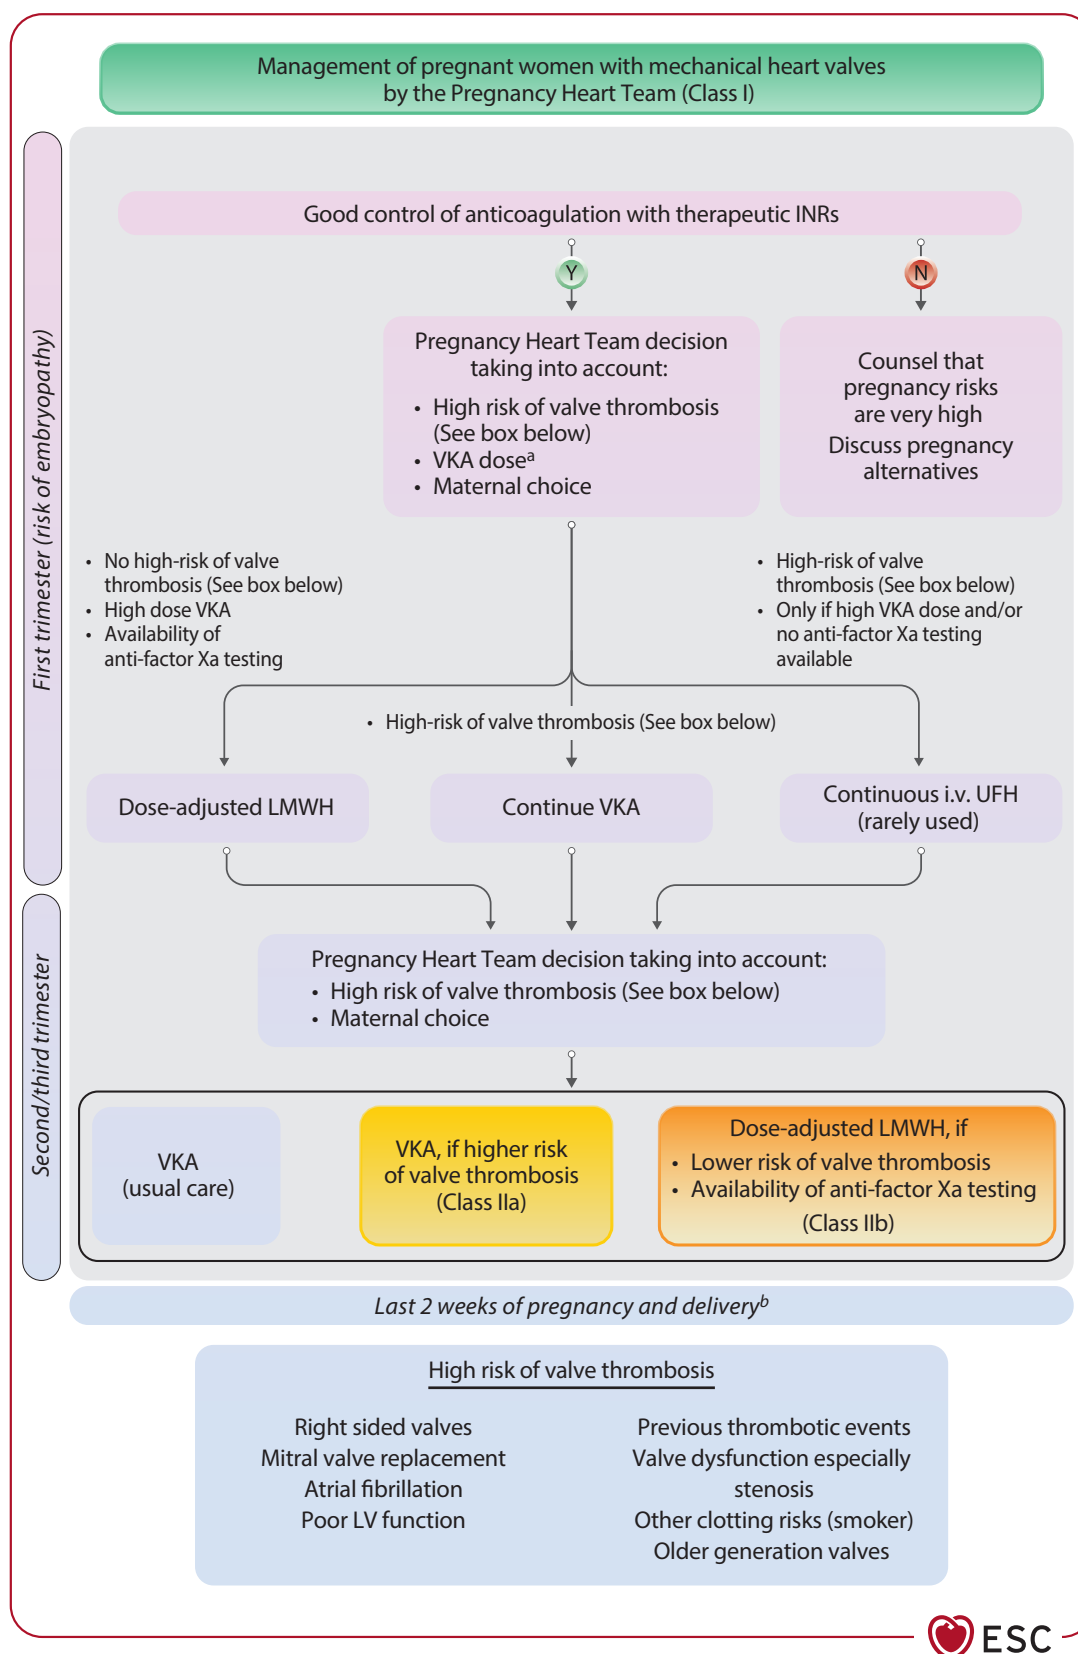 Management of pregnant women with mechanical heart valves
by the Pregnancy Heart Team (Class I)
First trimester (risk of embryopathy)
Good control of anticoagulation with therapeutic INRs
Y
N
Pregnancy Heart Team decision
taking into account:
• High risk of valve thrombosis
(See box below)
• VKA doseᵃ
• Maternal choice
Counsel that
pregnancy risks
are very high
Discuss pregnancy
alternatives
• No high-risk of valve
thrombosis (See box below)
• High dose VKA
• Availability of
anti-factor Xa testing
• High-risk of valve
thrombosis (See box below)
• Only if high VKA dose and/or
no anti-factor Xa testing
available
• High-risk of valve thrombosis (See box below)
Dose-adjusted LMWH
Continue VKA
Continuous i.v. UFH
(rarely used)
Second/third trimester
Pregnancy Heart Team decision taking into account:
• High risk of valve thrombosis (See box below)
• Maternal choice
VKA
(usual care)
VKA, if higher risk
of valve thrombosis
(Class IIa)
Dose-adjusted LMWH, if
• Lower risk of valve thrombosis
• Availability of anti-factor Xa testing
(Class IIb)
Last 2 weeks of pregnancy and deliveryᵇ
High risk of valve thrombosis
Right sided valves
Mitral valve replacement
Atrial fibrillation
Poor LV function
Previous thrombotic events
Valve dysfunction especially
stenosis
Other clotting risks (smoker)
Older generation valves
ESC